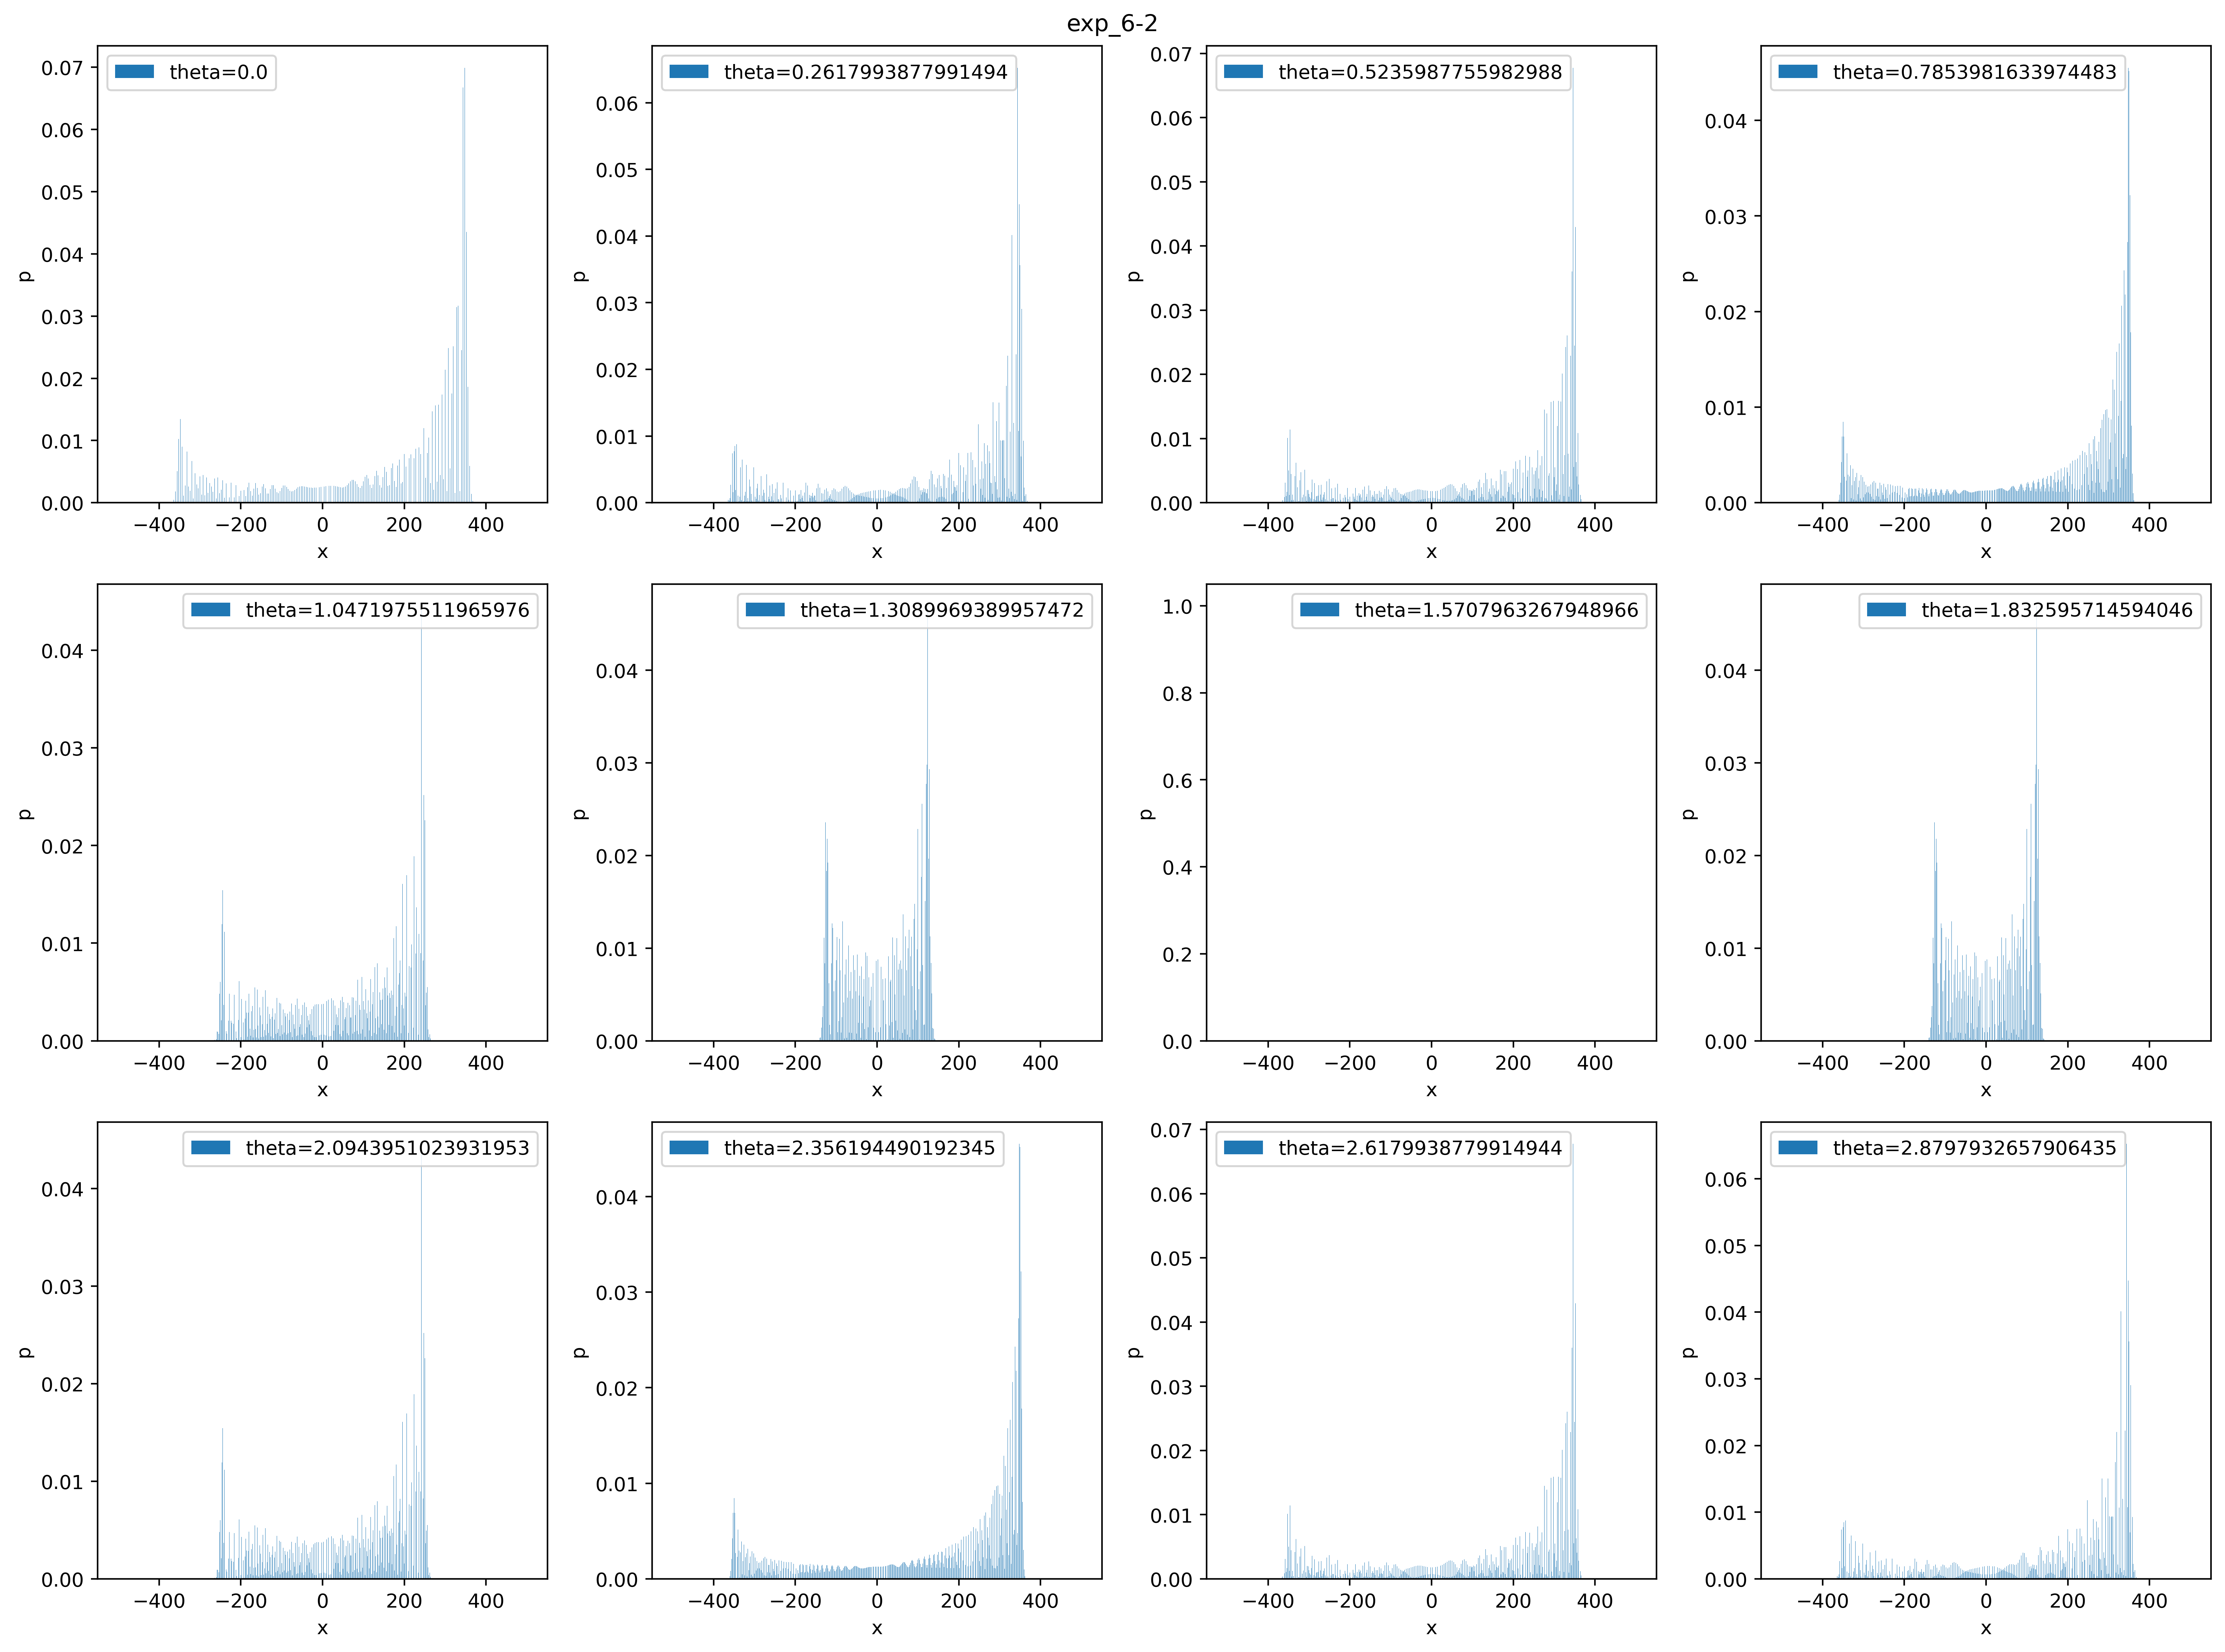 exp_6-2
theta=0.0
0.07
0.06
0.05
0.04
0.03
0.02
0.01
0.00
p
−400 −200 0 200 400
x
theta=0.2617993877991494
0.06
0.05
0.04
0.03
0.02
0.01
0.00
p
−400 −200 0 200 400
x
theta=0.5235987755982988
0.07
0.06
0.05
0.04
0.03
0.02
0.01
0.00
p
−400 −200 0 200 400
x
theta=0.7853981633974483
0.04
0.03
0.02
0.01
0.00
p
−400 −200 0 200 400
x
theta=1.0471975511965976
0.04
0.03
0.02
0.01
0.00
p
−400 −200 0 200 400
x
theta=1.3089969389957472
0.04
0.03
0.02
0.01
0.00
p
−400 −200 0 200 400
x
theta=1.5707963267948966
1.0
0.8
0.6
0.4
0.2
0.0
p
−400 −200 0 200 400
x
theta=1.832595714594046
0.04
0.03
0.02
0.01
0.00
p
−400 −200 0 200 400
x
theta=2.0943951023931953
0.04
0.03
0.02
0.01
0.00
p
−400 −200 0 200 400
x
theta=2.356194490192345
0.04
0.03
0.02
0.01
0.00
p
−400 −200 0 200 400
x
theta=2.6179938779914944
0.07
0.06
0.05
0.04
0.03
0.02
0.01
0.00
p
−400 −200 0 200 400
x
theta=2.8797932657906435
0.06
0.05
0.04
0.03
0.02
0.01
0.00
p
−400 −200 0 200 400
x